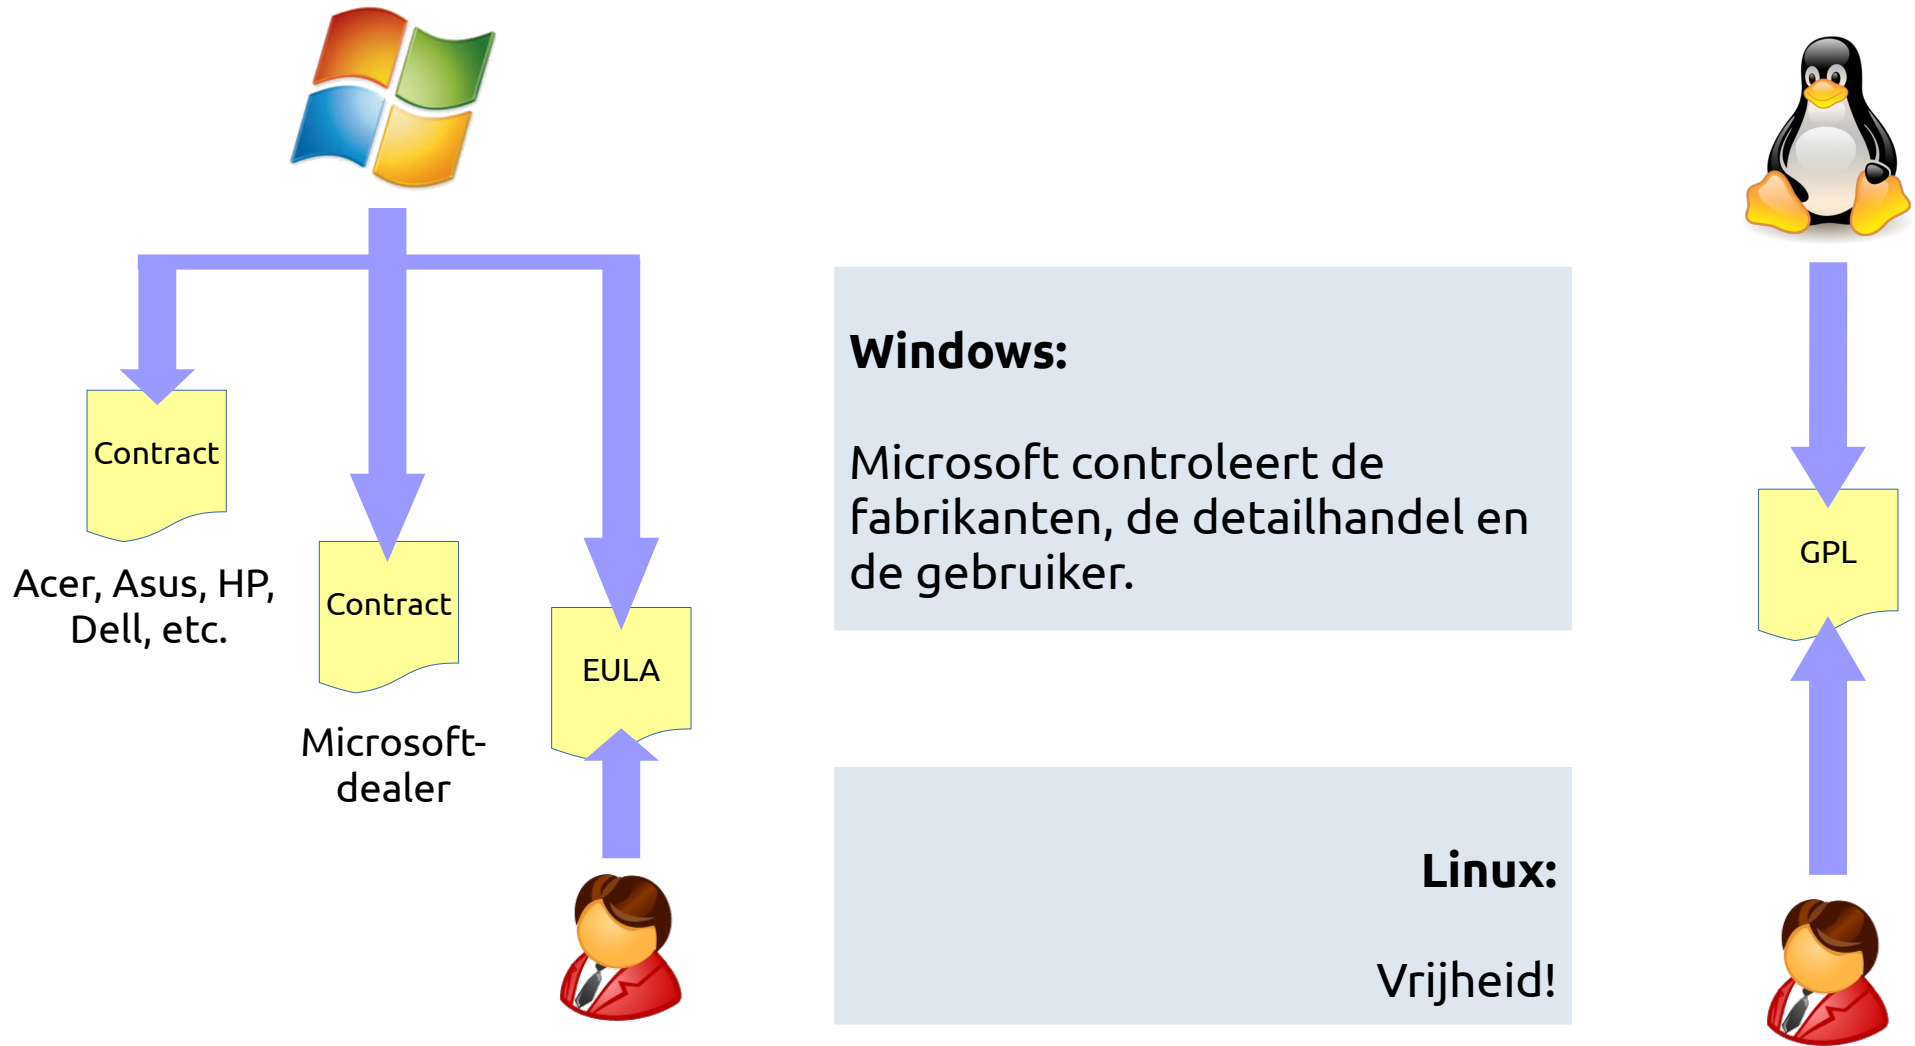 Contract
Acer, Asus, HP,
Dell, etc.
Contract
Microsoft-
dealer
EULA
Windows:
Microsoft controleert de
fabrikanten, de detailhandel en
de gebruiker.
Linux:
Vrijheid!
GPL